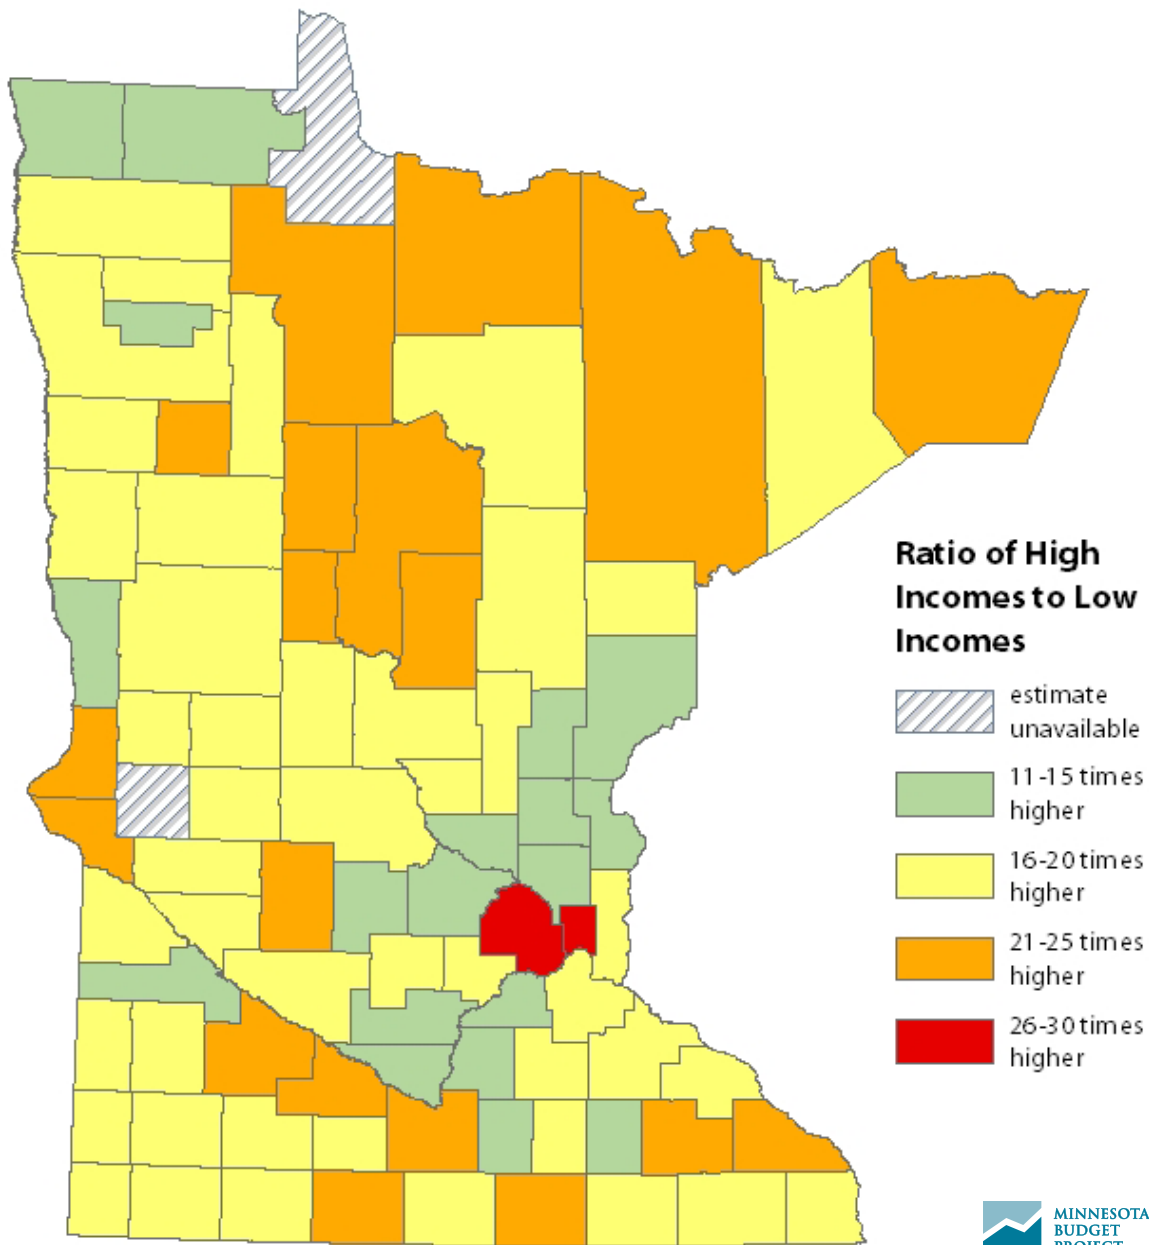 Ratio of High
Incomes to Low
Incomes
estimate
unavailable
11-15 times
higher
16-20 times
higher
21-25 times
higher
26-30 times
higher
MINNESOTA
BUDGET
PROJECT